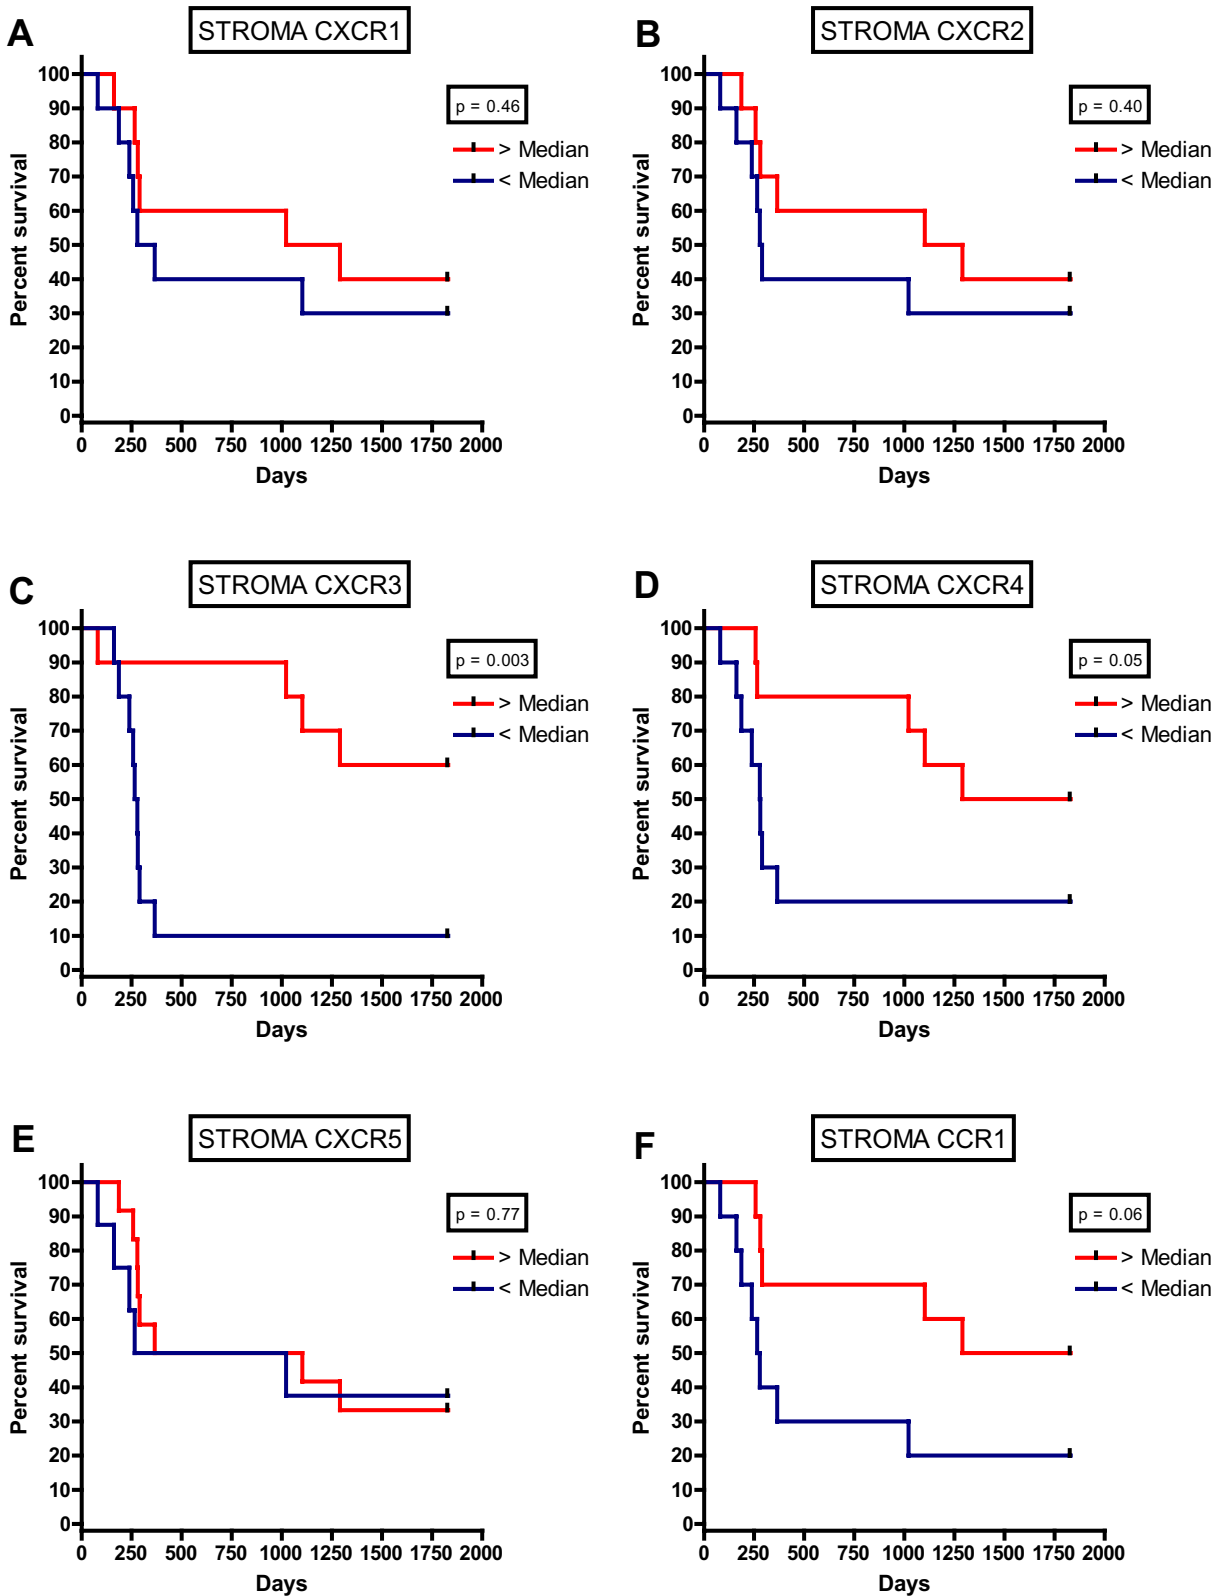 A
STROMA CXCR1
100
90
80
70
60
50
40
30
20
10
0
Percent survival
p = 0.46
> Median
< Median
0 250 500 750 1000 1250 1500 1750 2000
Days
B
STROMA CXCR2
100
90
80
70
60
50
40
30
20
10
0
Percent survival
p = 0.40
> Median
< Median
0 250 500 750 1000 1250 1500 1750 2000
Days
C
STROMA CXCR3
100
90
80
70
60
50
40
30
20
10
0
Percent survival
p = 0.003
> Median
< Median
0 250 500 750 1000 1250 1500 1750 2000
Days
D
STROMA CXCR4
100
90
80
70
60
50
40
30
20
10
0
Percent survival
p = 0.05
> Median
< Median
0 250 500 750 1000 1250 1500 1750 2000
Days
E
STROMA CXCR5
100
90
80
70
60
50
40
30
20
10
0
Percent survival
p = 0.77
> Median
< Median
0 250 500 750 1000 1250 1500 1750 2000
Days
F
STROMA CCR1
100
90
80
70
60
50
40
30
20
10
0
Percent survival
p = 0.06
> Median
< Median
0 250 500 750 1000 1250 1500 1750 2000
Days